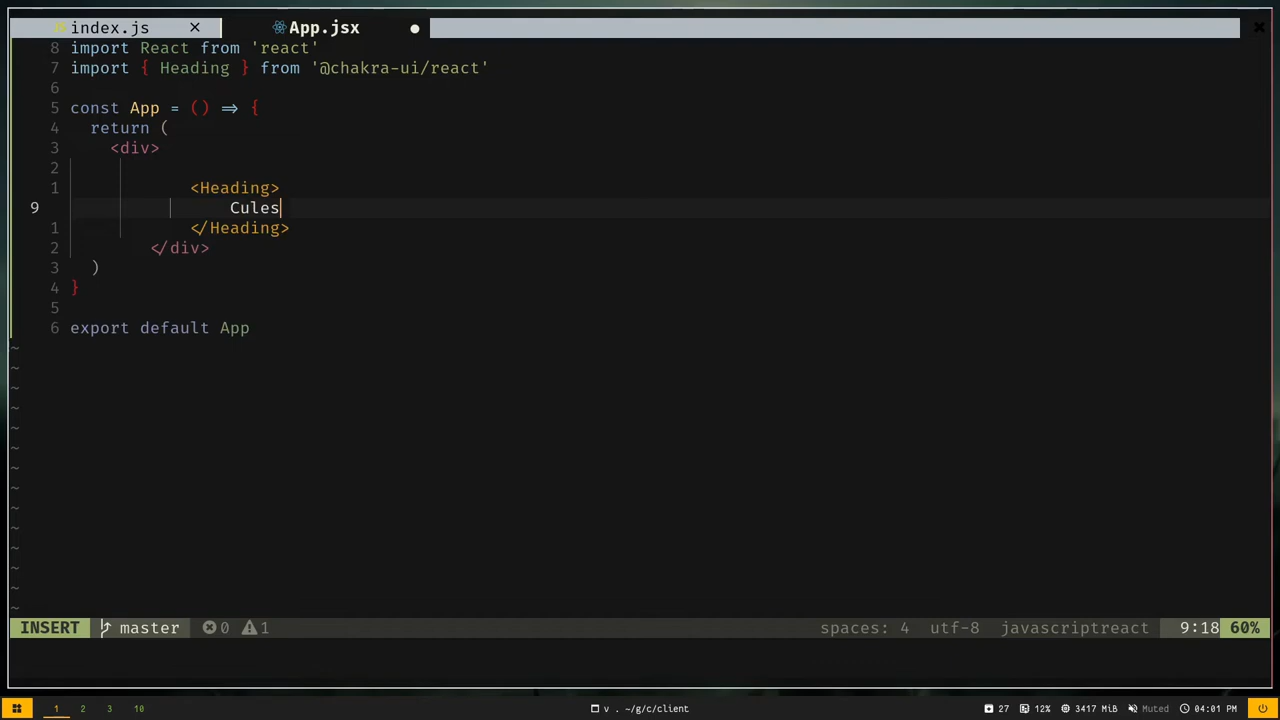 index.js ×
App.jsx ●
8 import React from 'react'
7 import { Heading } from '@chakra-ui/react'
6
5 const App = () => {
4 return (
3 <div>
2
1 <Heading>
9 Cules
1 </Heading>
2 </div>
3 )
4 }
5
6 export default App
~
~
~
~
~
~
~
~
~
~
~
~
~
~
INSERT master 0 1 spaces: 4 utf-8 javascriptreact 9:18 60%
1 2 3 10 v . ~/g/c/client 27 12% 3417 MiB Muted 04:01 PM